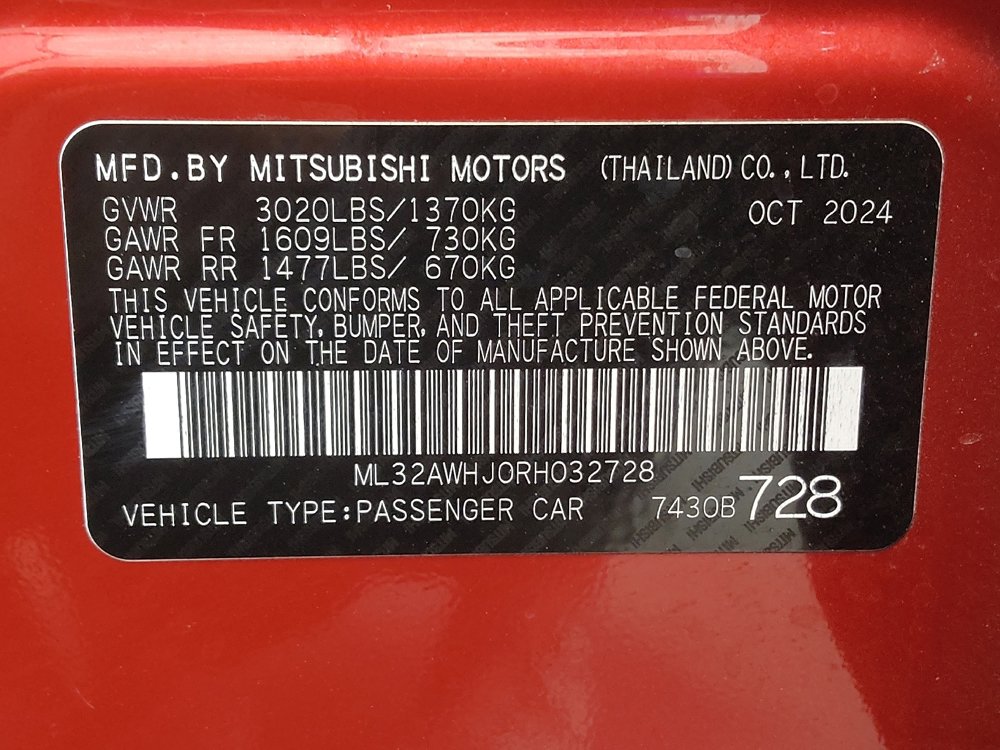 MFD.BY MITSUBISHI MOTORS (THAILAND) CO.,LTD.
GVWR 3020LBS/1370KG OCT 2024
GAWR FR 1609LBS/ 730KG
GAWR RR 1477LBS/ 670KG
THIS VEHICLE CONFORMS TO ALL APPLICABLE FEDERAL MOTOR
VEHICLE SAFETY, BUMPER, AND THEFT PREVENTION STANDARDS
IN EFFECT ON THE DATE OF MANUFACTURE SHOWN ABOVE.
ML32AWHJ0RH032728
VEHICLE TYPE:PASSENGER CAR 7430B 728